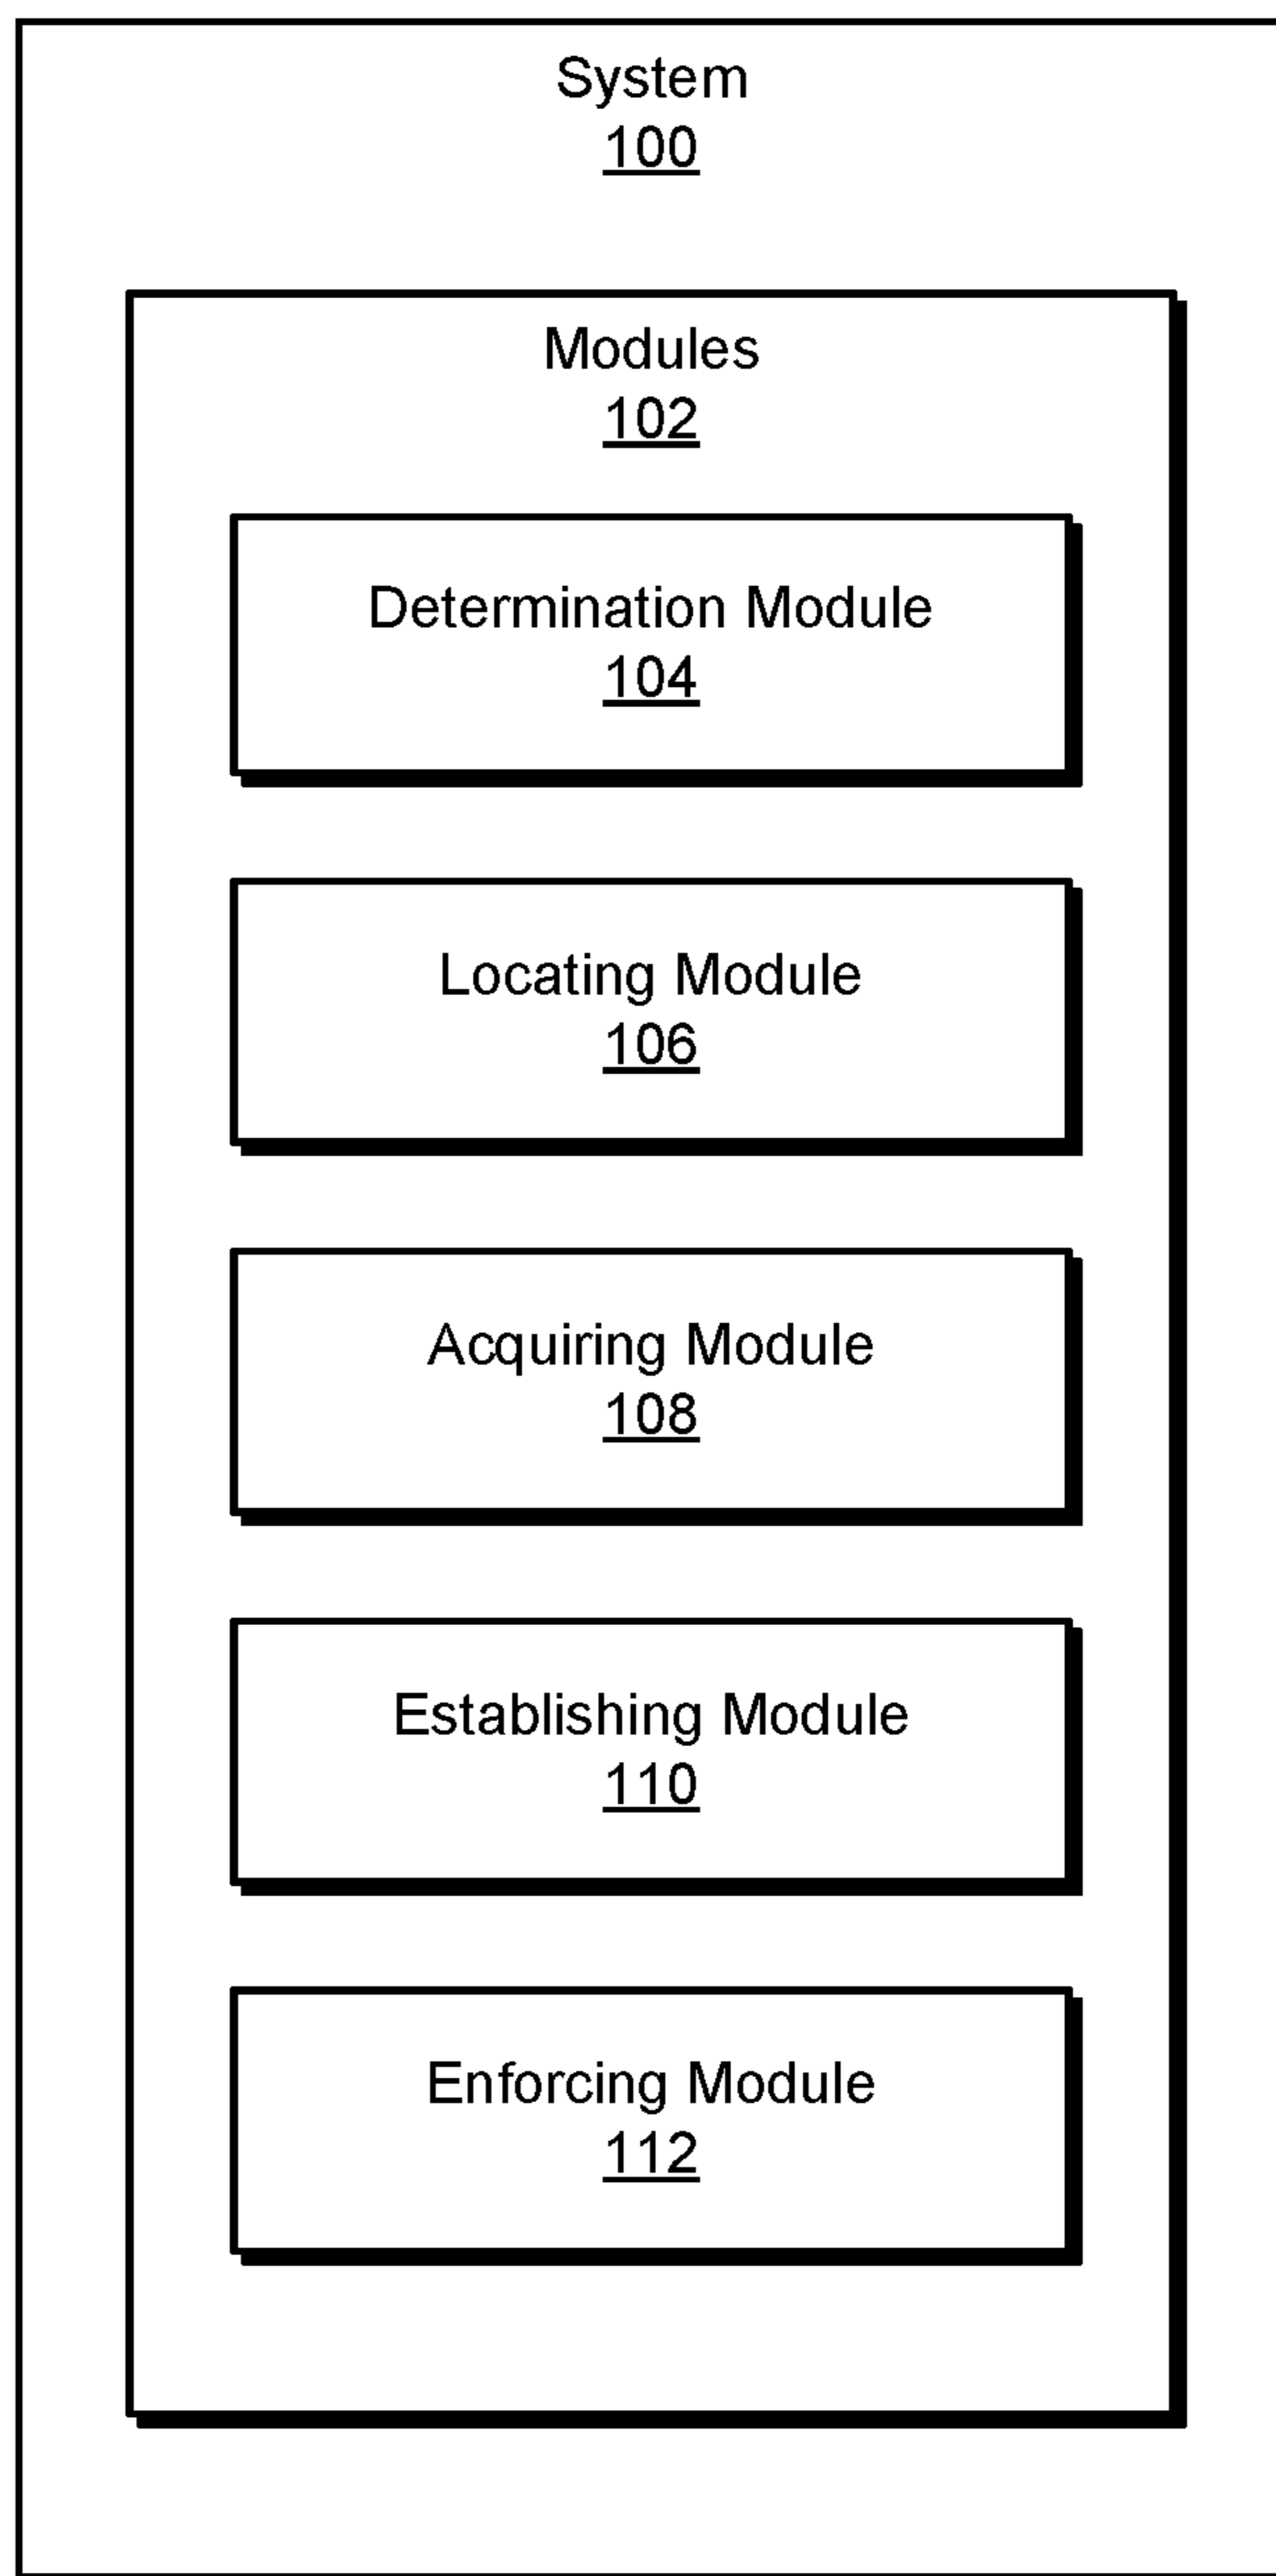 System
100
Modules
102
Determination Module
104
Locating Module
106
Acquiring Module
108
Establishing Module
110
Enforcing Module
112